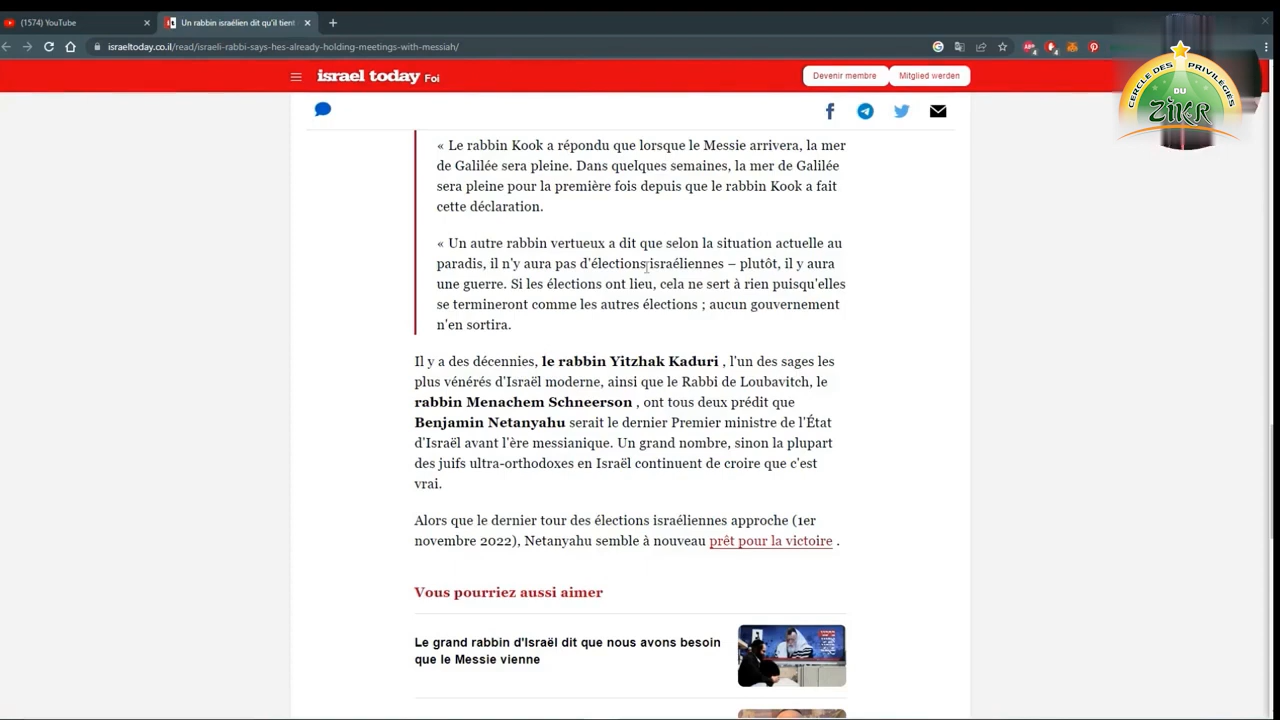 (1574) YouTube
Un rabbin israélien dit qu'il tient
israeltoday.co.il/read/israeli-rabbi-says-hes-already-holding-meetings-with-messiah/
CERCLE DES PRIVILEGIÉS
DU
ZIKR
israel today Foi
Devenir membre
Mitglied werden
« Le rabbin Kook a répondu que lorsque le Messie arrivera, la mer
de Galilée sera pleine. Dans quelques semaines, la mer de Galilée
sera pleine pour la première fois depuis que le rabbin Kook a fait
cette déclaration.
« Un autre rabbin vertueux a dit que selon la situation actuelle au
paradis, il n'y aura pas d'élections israéliennes – plutôt, il y aura
une guerre. Si les élections ont lieu, cela ne sert à rien puisqu'elles
se termineront comme les autres élections ; aucun gouvernement
n'en sortira.
Il y a des décennies, le rabbin Yitzhak Kaduri , l'un des sages les
plus vénérés d'Israël moderne, ainsi que le Rabbi de Loubavitch, le
rabbin Menachem Schneerson , ont tous deux prédit que
Benjamin Netanyahu serait le dernier Premier ministre de l'État
d'Israël avant l'ère messianique. Un grand nombre, sinon la plupart
des juifs ultra-orthodoxes en Israël continuent de croire que c'est
vrai.
Alors que le dernier tour des élections israéliennes approche (1er
novembre 2022), Netanyahu semble à nouveau prêt pour la victoire .
Vous pourriez aussi aimer
Le grand rabbin d'Israël dit que nous avons besoin
que le Messie vienne